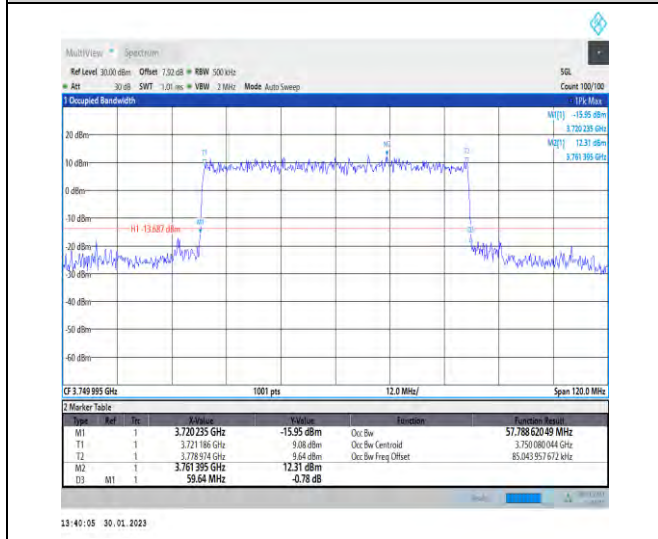 MultiView Spectrum
Ref Level 30.00 dBm Offset 7.92 dB RBW 500 kHz SGL
Att 30 dB SWT 1.01 ms VBW 2 MHz Mode Auto Sweep Count 100/100
1 Occupied Bandwidth 1Pk Max
M1[1] -15.95 dBm
3.720 235 GHz
M2[1] 12.31 dBm
3.761 395 GHz
20 dBm
10 dBm
0 dBm
-10 dBm
H1 -13.687 dBm
-20 dBm
-30 dBm
-40 dBm
-50 dBm
-60 dBm
T1
M2
T2
M1
D3
CF 3.749 995 GHz 1001 pts 12.0 MHz/ Span 120.0 MHz
2 Marker Table
Type Ref Trc X-Value Y-Value Function Function Result
M1 1 3.720 235 GHz -15.95 dBm Occ Bw 57.788 620 49 MHz
T1 1 3.721 186 GHz 9.08 dBm Occ Bw Centroid 3.750 080 044 GHz
T2 1 3.778 974 GHz 9.64 dBm Occ Bw Freq Offset 85.043 957 672 kHz
M2 1 3.761 395 GHz 12.31 dBm
D3 M1 1 59.64 MHz -0.78 dB
13:40:05 30.01.2023